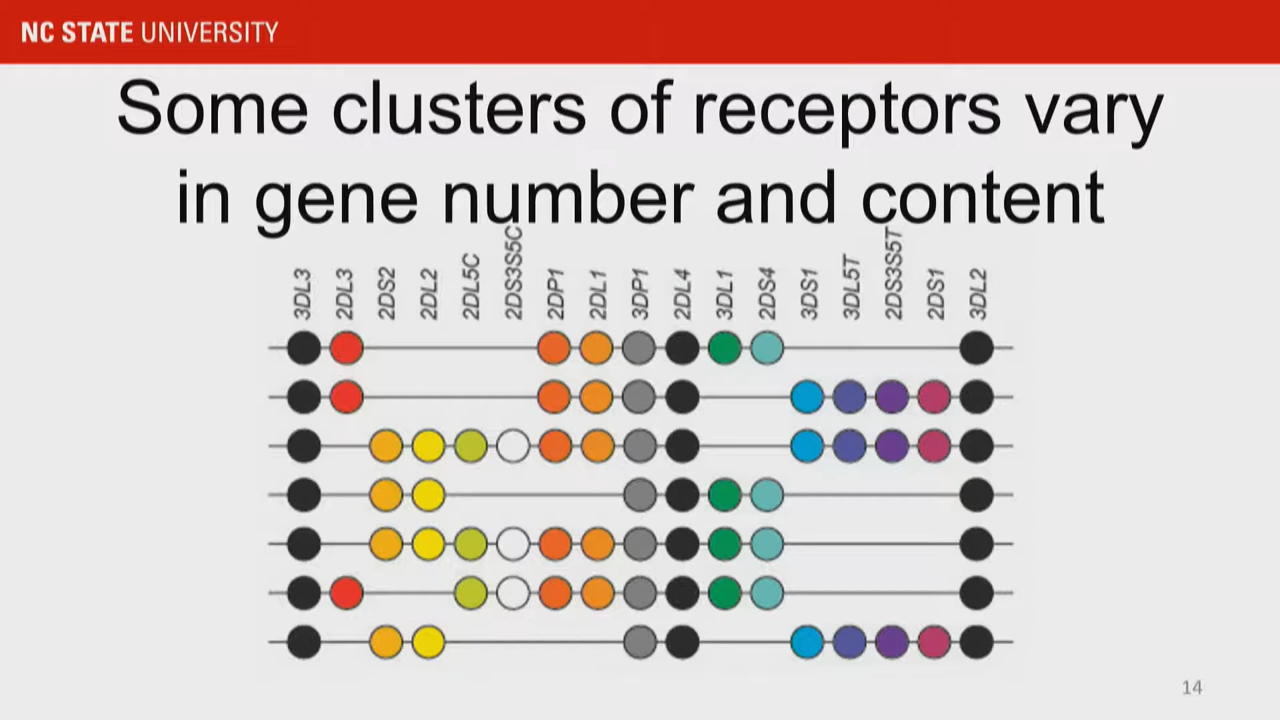 NC STATE UNIVERSITY
Some clusters of receptors vary
in gene number and content
3DL3
2DL3
2DS2
2DL2
2DL5C
2DS3S5C
2DP1
2DL1
3DP1
2DL4
3DL1
2DS4
3DS1
3DL5T
2DS3S5T
2DS1
3DL2
14